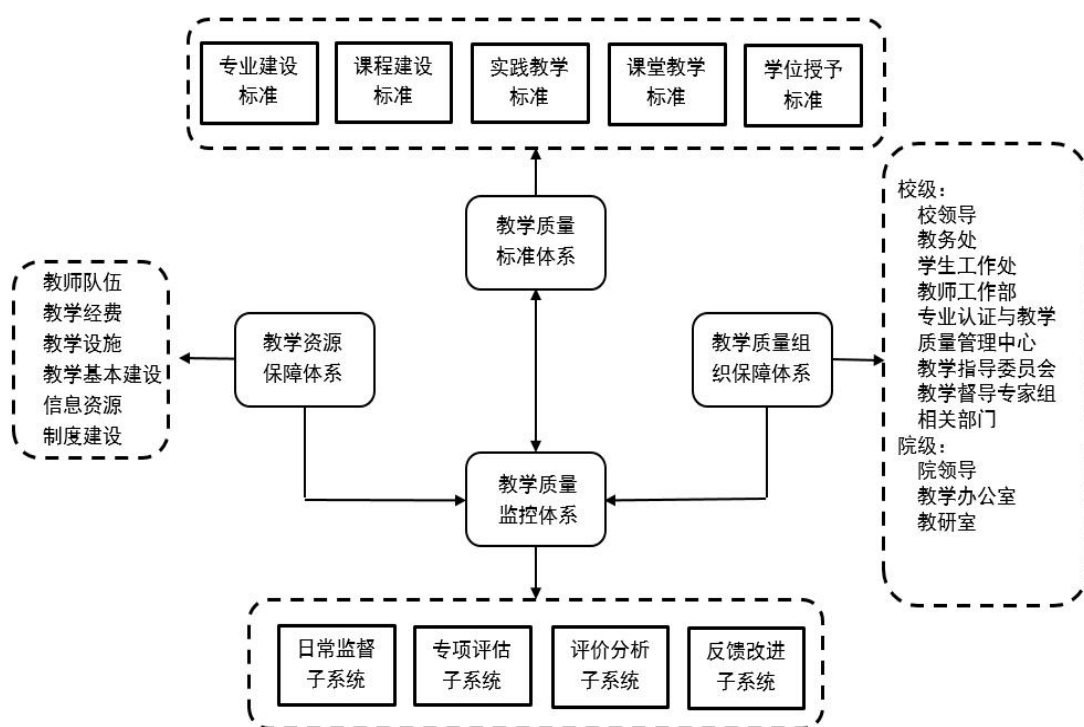 专业建设
标准
课程建设
标准
实践教学
标准
课堂教学
标准
学位授予
标准
教学质量
标准体系
教师队伍
教学经费
教学设施
教学基本建设
信息资源
制度建设
教学资源
保障体系
教学质量组
织保障体系
校级：
校领导
教务处
学生工作处
教师工作部
专业认证与教学
质量管理中心
教学指导委员会
教学督导专家组
相关部门
院级：
院领导
教学办公室
教研室
教学质量
监控体系
日常监督
子系统
专项评估
子系统
评价分析
子系统
反馈改进
子系统